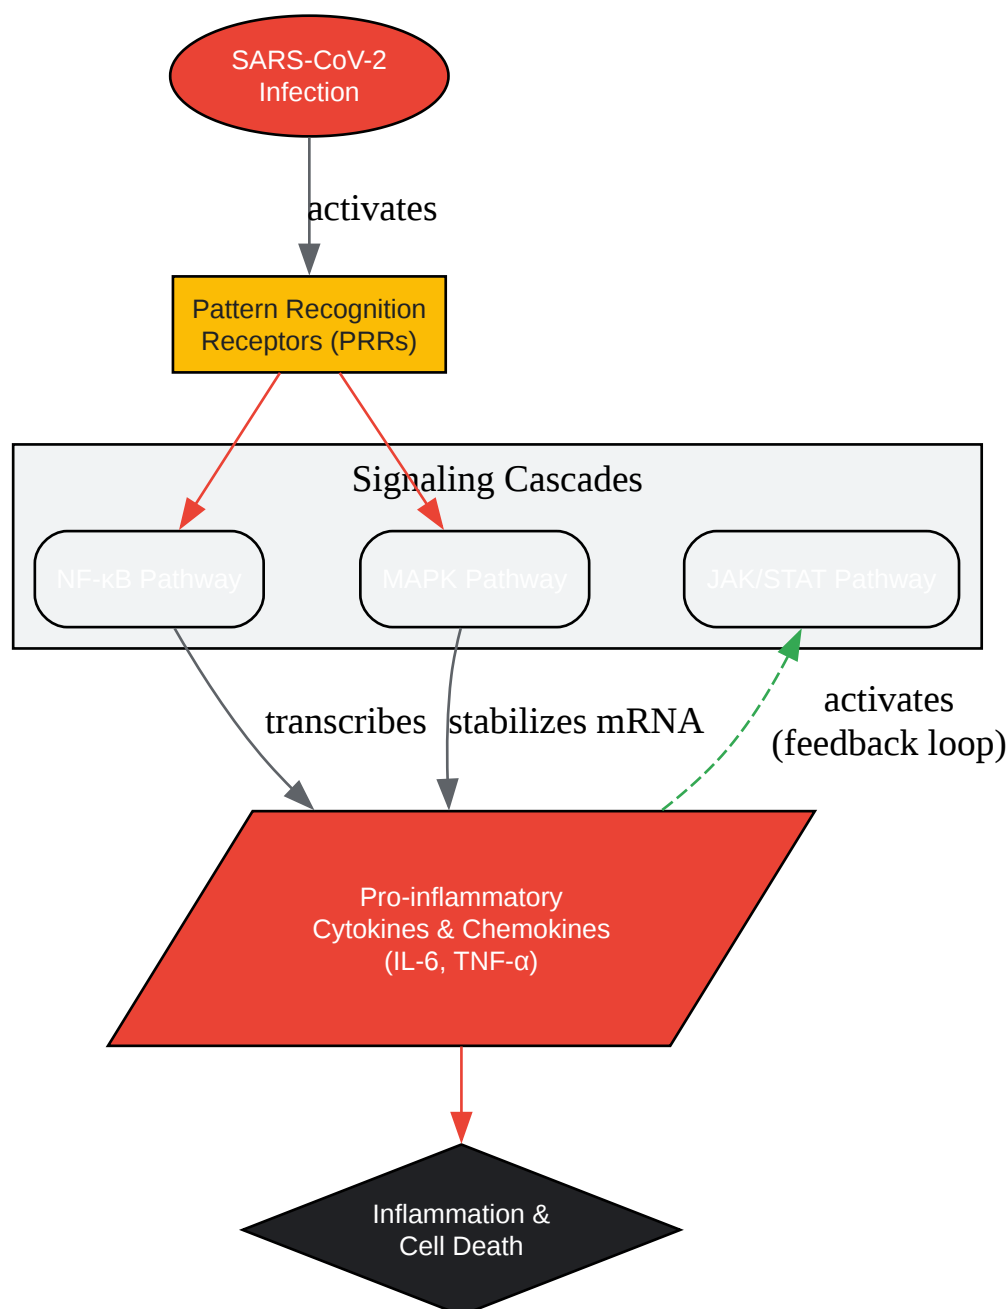 SARS-CoV-2
Infection
activates
Pattern Recognition
Receptors (PRRs)
Signaling Cascades
NF-κB Pathway
MAPK Pathway
JAK/STAT Pathway
transcribes
stabilizes mRNA
activates
(feedback loop)
Pro-inflammatory
Cytokines & Chemokines
(IL-6, TNF-α)
Inflammation &
Cell Death